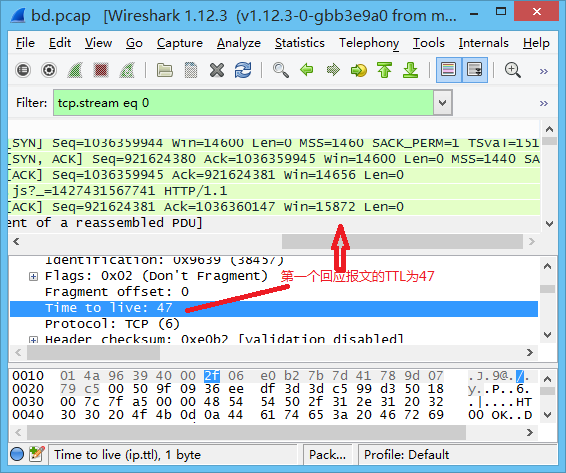 bd.pcap [Wireshark 1.12.3 (v1.12.3-0-gbb3e9a0 from m...
File Edit View Go Capture Analyze Statistics Telephony Tools Internals Help
Filter: tcp.stream eq 0
[SYN] Seq=1036359944 Win=14600 Len=0 MSS=1460 SACK_PERM=1 TSval=151
[SYN, ACK] Seq=921624380 Ack=1036359945 Win=14600 Len=0 MSS=1440 SA
[ACK] Seq=1036359945 Ack=921624381 Win=14656 Len=0
js?_=1427431567741 HTTP/1.1
[ACK] Seq=921624381 Ack=1036360147 Win=15872 Len=0
ent of a reassembled PDU]
Identification: 0x9639 (38457)
Flags: 0x02 (Don't Fragment)
第一个回应报文的TTL为47
Fragment offset: 0
Time to live: 47
Protocol: TCP (6)
Header checksum: 0xe0b2 [validation disabled]
0010 01 4a 96 39 40 00 2f 06 e0 b2 7b 7d 41 78 9d 07 .J.9@./.
0020 79 c5 00 50 9f 09 36 ee df 3d 3d c5 99 d3 50 18 y..P..6.
0030 00 7c 7f a5 00 00 48 54 54 50 2f 31 2e 31 20 32 .|....HT
0040 30 30 20 4f 4b 0d 0a 44 61 74 65 3a 20 46 72 69 00 OK..D
Time to live (ip.ttl), 1 byte Pack... Profile: Default